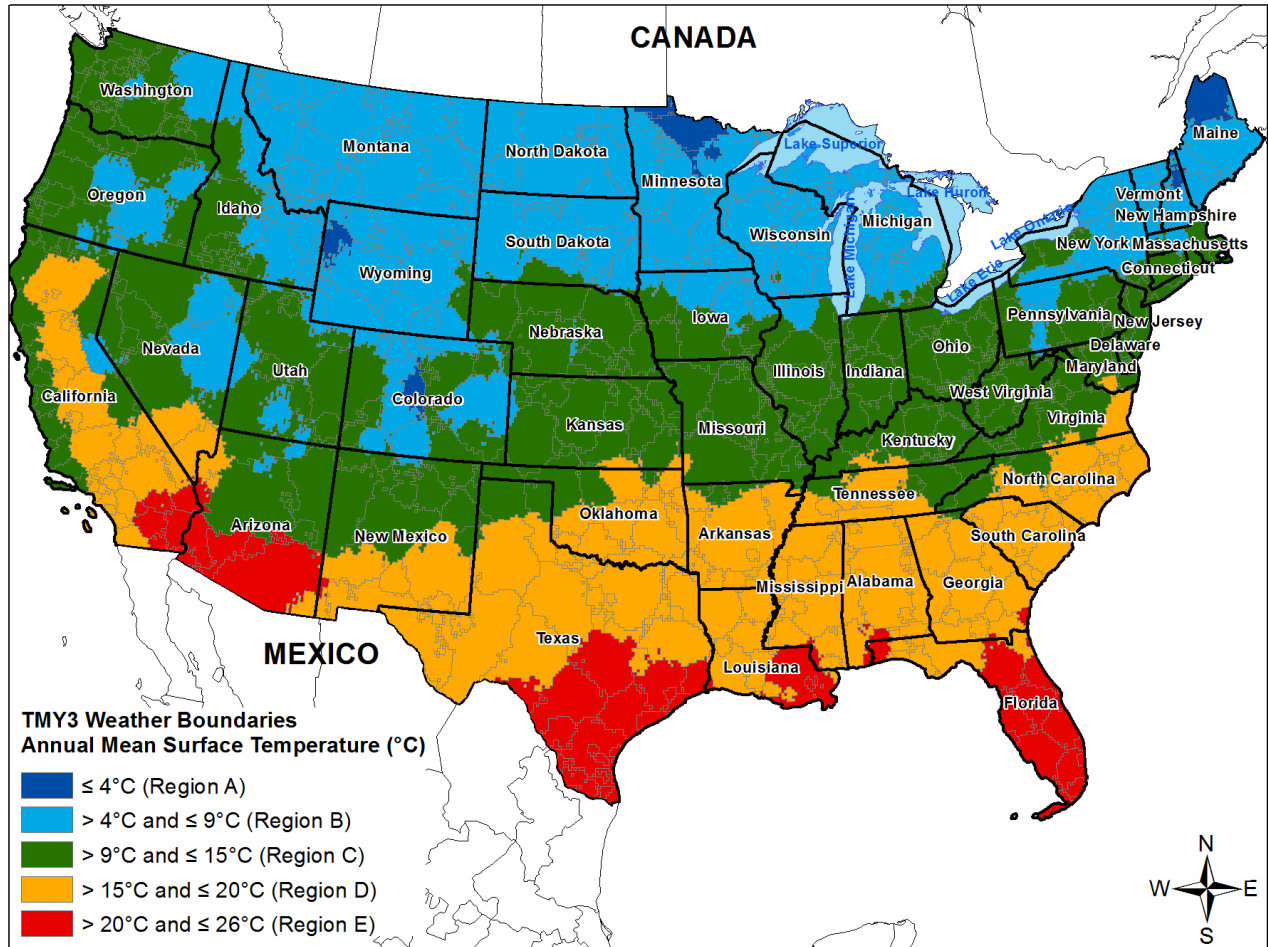 CANADA
Washington
Montana
North Dakota
Minnesota
Lake Superior
Maine
Oregon
Idaho
South Dakota
Wisconsin
Michigan
Lake Huron
Lake Michigan
Vermont
New Hampshire
Lake Ontario
New York
Massachusetts
Connecticut
Lake Erie
Wyoming
Nebraska
Iowa
Pennsylvania
New Jersey
Delaware
Maryland
Nevada
Utah
Colorado
Illinois
Indiana
Ohio
West Virginia
Virginia
California
Kansas
Missouri
Kentucky
North Carolina
Tennessee
Arizona
New Mexico
Oklahoma
Arkansas
South Carolina
Mississippi
Alabama
Georgia
Texas
Louisiana
Florida
MEXICO
TMY3 Weather Boundaries
Annual Mean Surface Temperature (°C)
≤ 4°C (Region A)
> 4°C and ≤ 9°C (Region B)
> 9°C and ≤ 15°C (Region C)
> 15°C and ≤ 20°C (Region D)
> 20°C and ≤ 26°C (Region E)
N
W
E
S